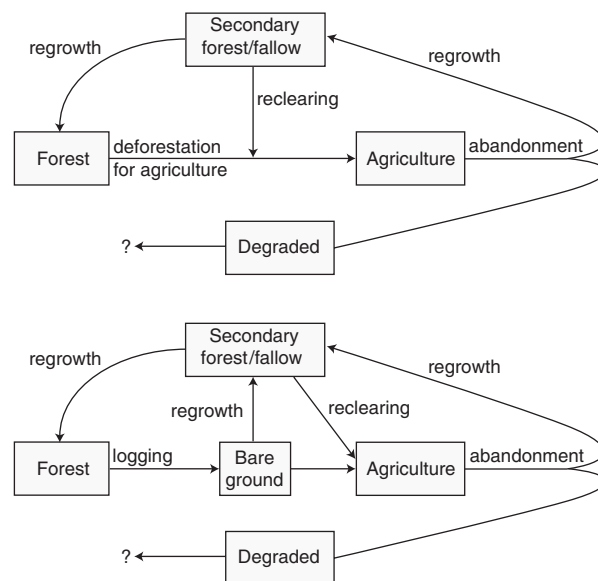 Secondary
forest/fallow
regrowth
regrowth
reclearing
Forest
deforestation
for agriculture
Agriculture
abandonment
?
Degraded
Secondary
forest/fallow
regrowth
regrowth
regrowth
reclearing
Forest
logging
Bare
ground
Agriculture
abandonment
?
Degraded